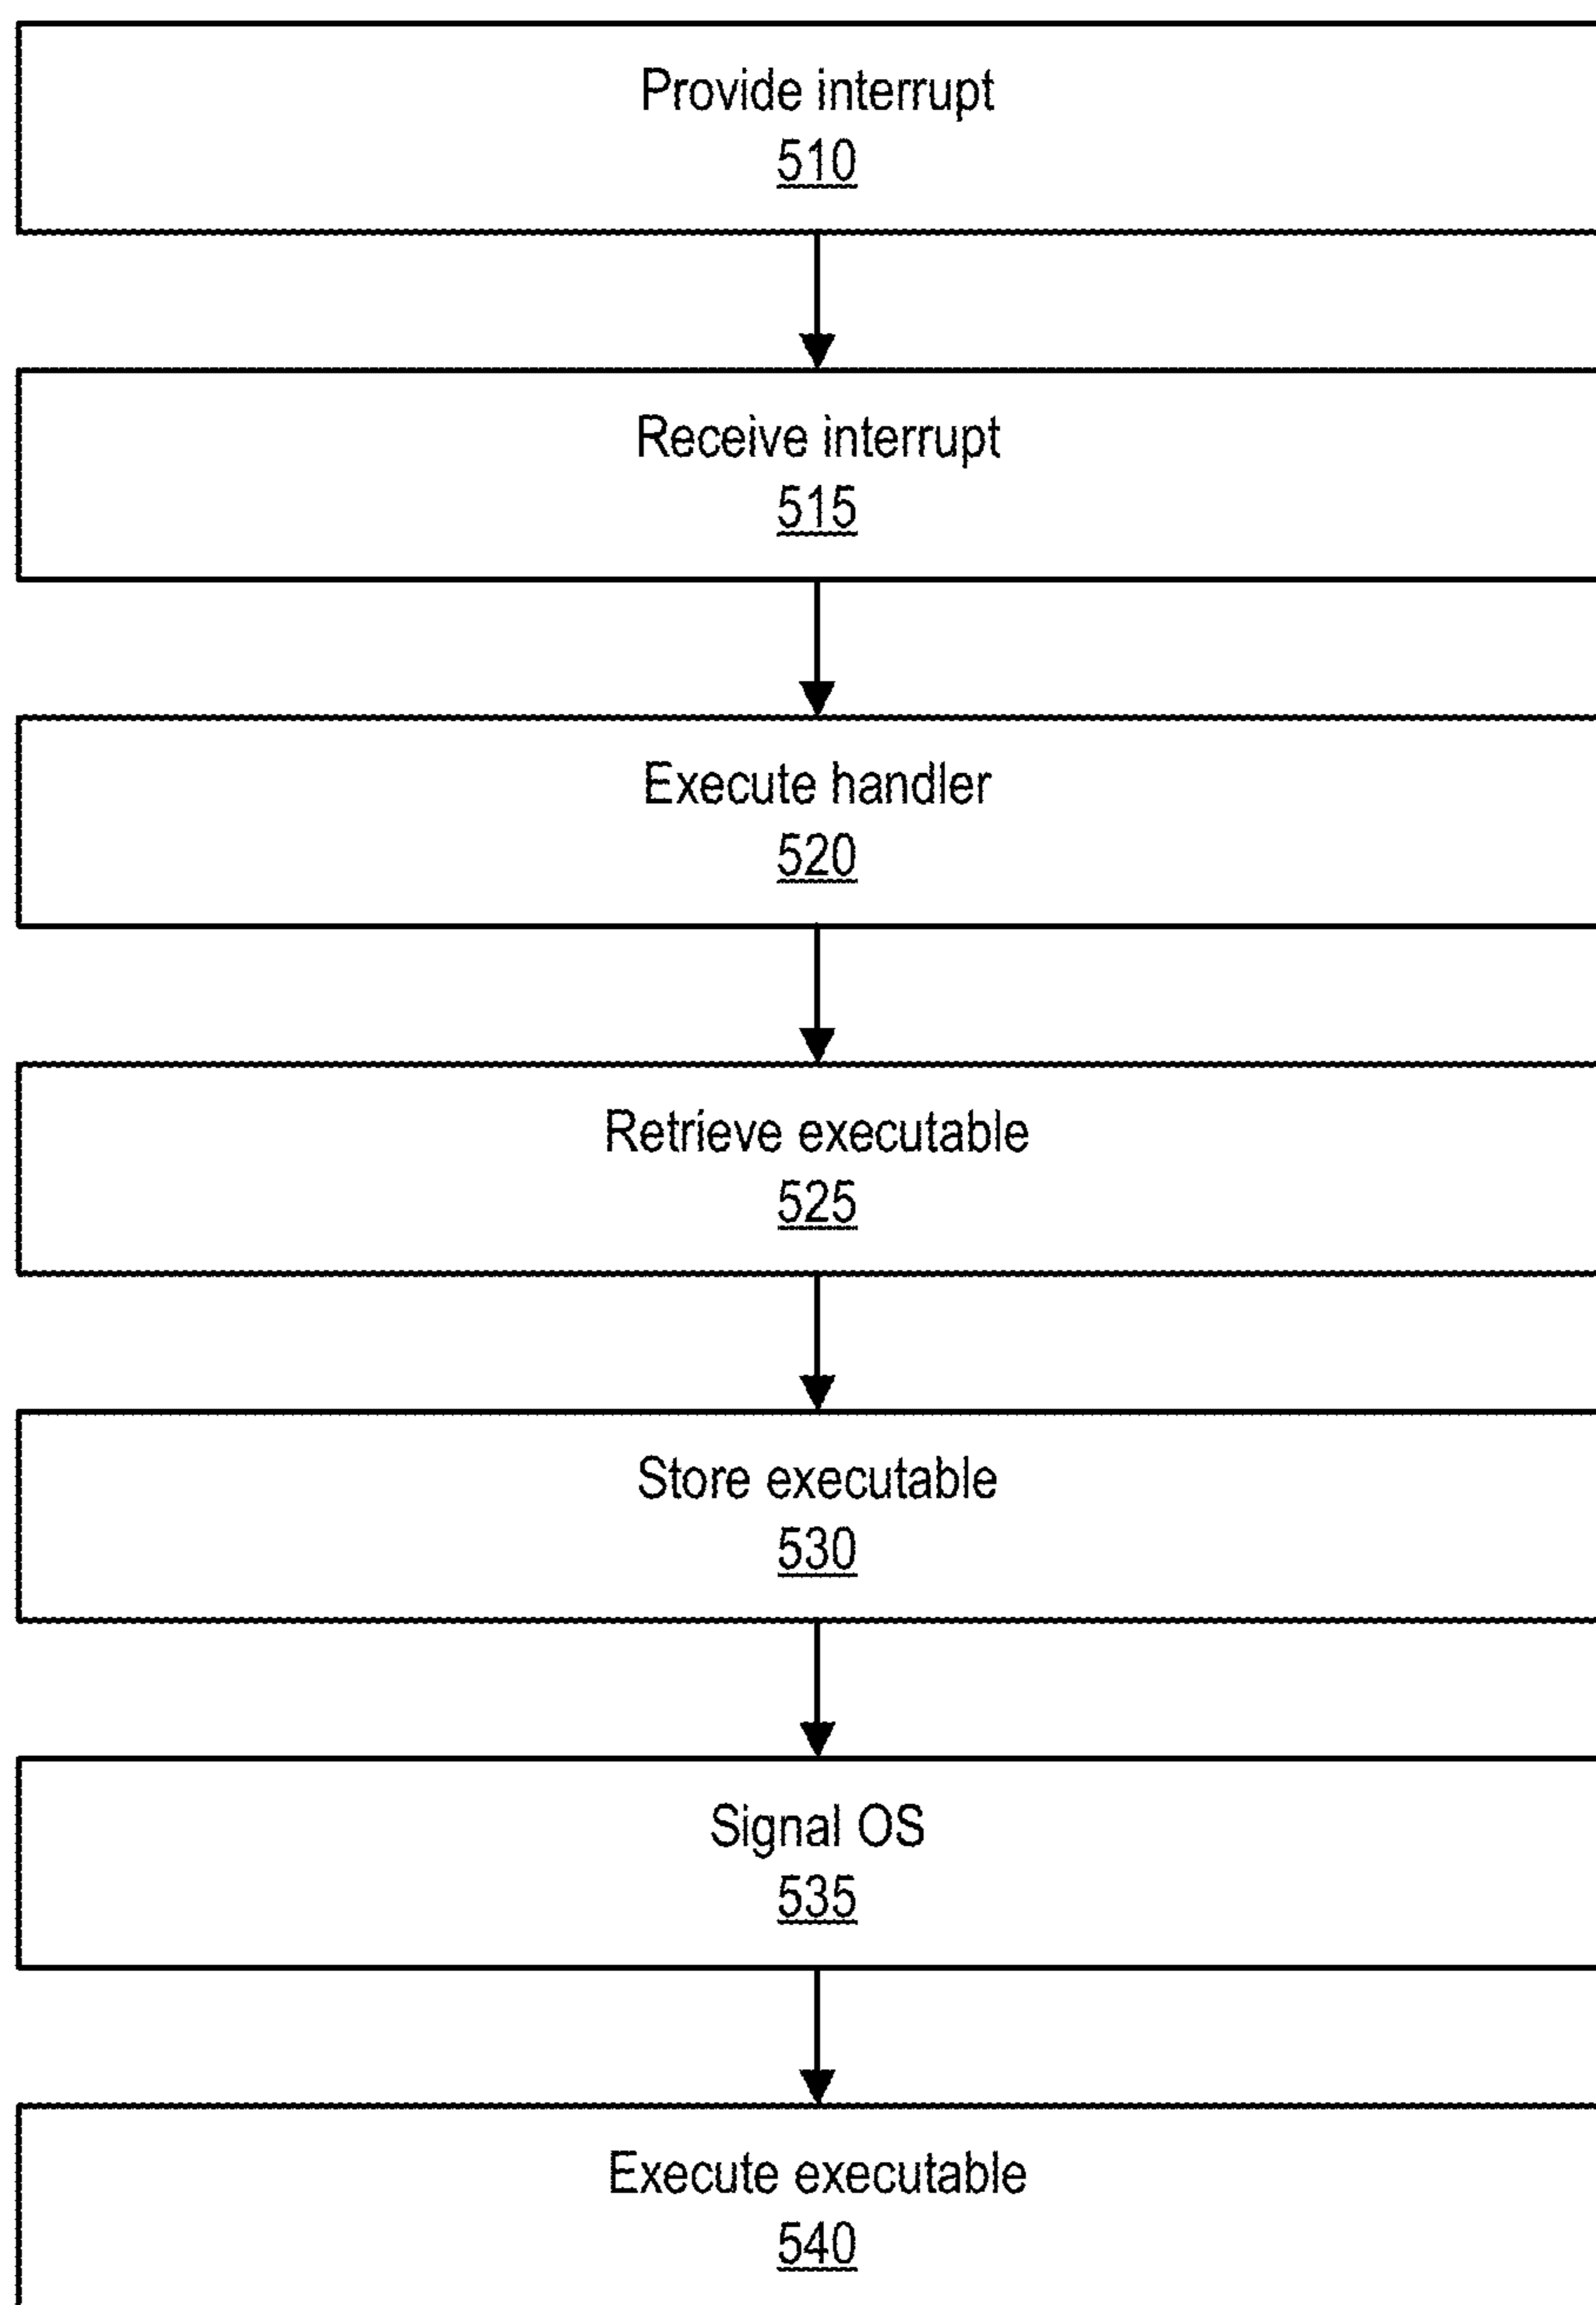 Provide interrupt
510
Receive interrupt
515
Execute handler
520
Retrieve executable
525
Store executable
530
Signal OS
535
Execute executable
540